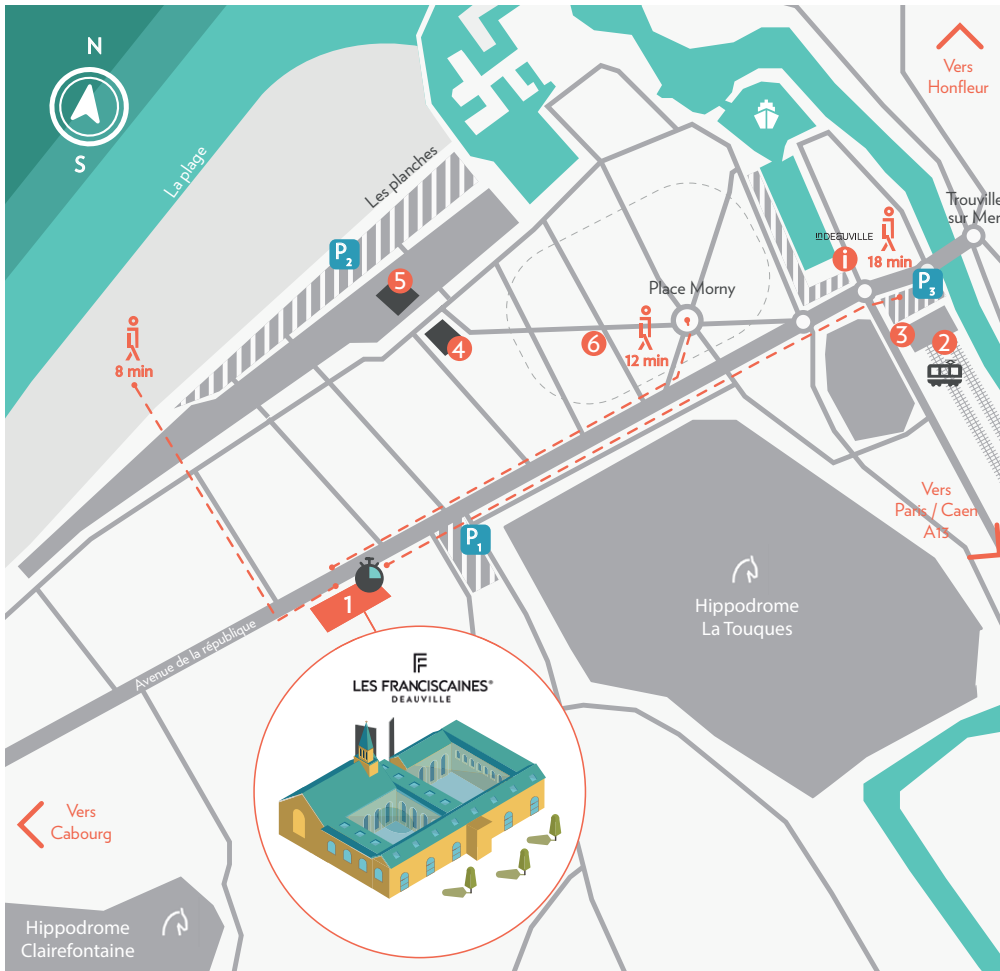 N
S
Vers
Honfleur
La plage
Les planches
P2
5
4
Trouville
sur Mer
inDEAUVILLE
i
18 min
P3
Place Morny
6
12 min
3
2
8 min
Vers
Paris / Caen
A13
P1
1
Hippodrome
La Touques
Avenue de la république
LES FRANCISCAINES®
DEAUVILLE
Vers
Cabourg
Hippodrome
Clairefontaine